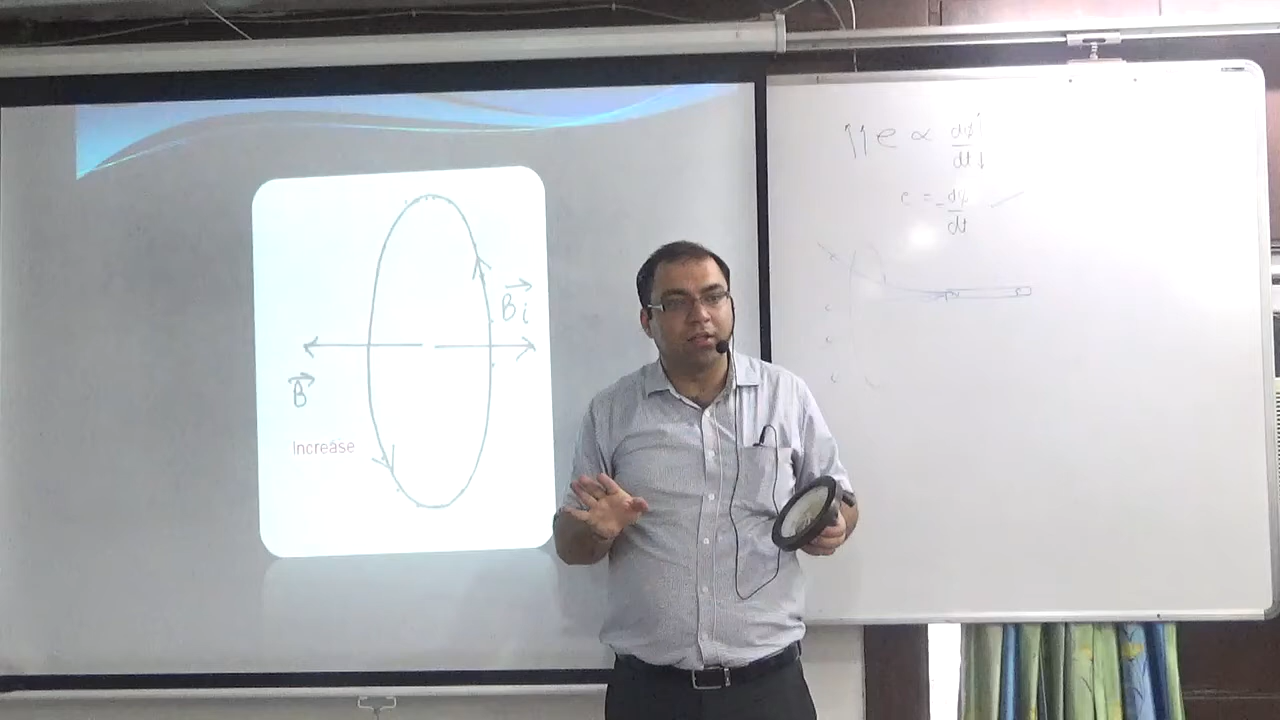 B⃗i
B⃗
Increase
↑↑ e ∝ dφ↑
dt↓
e = - dφ
dt